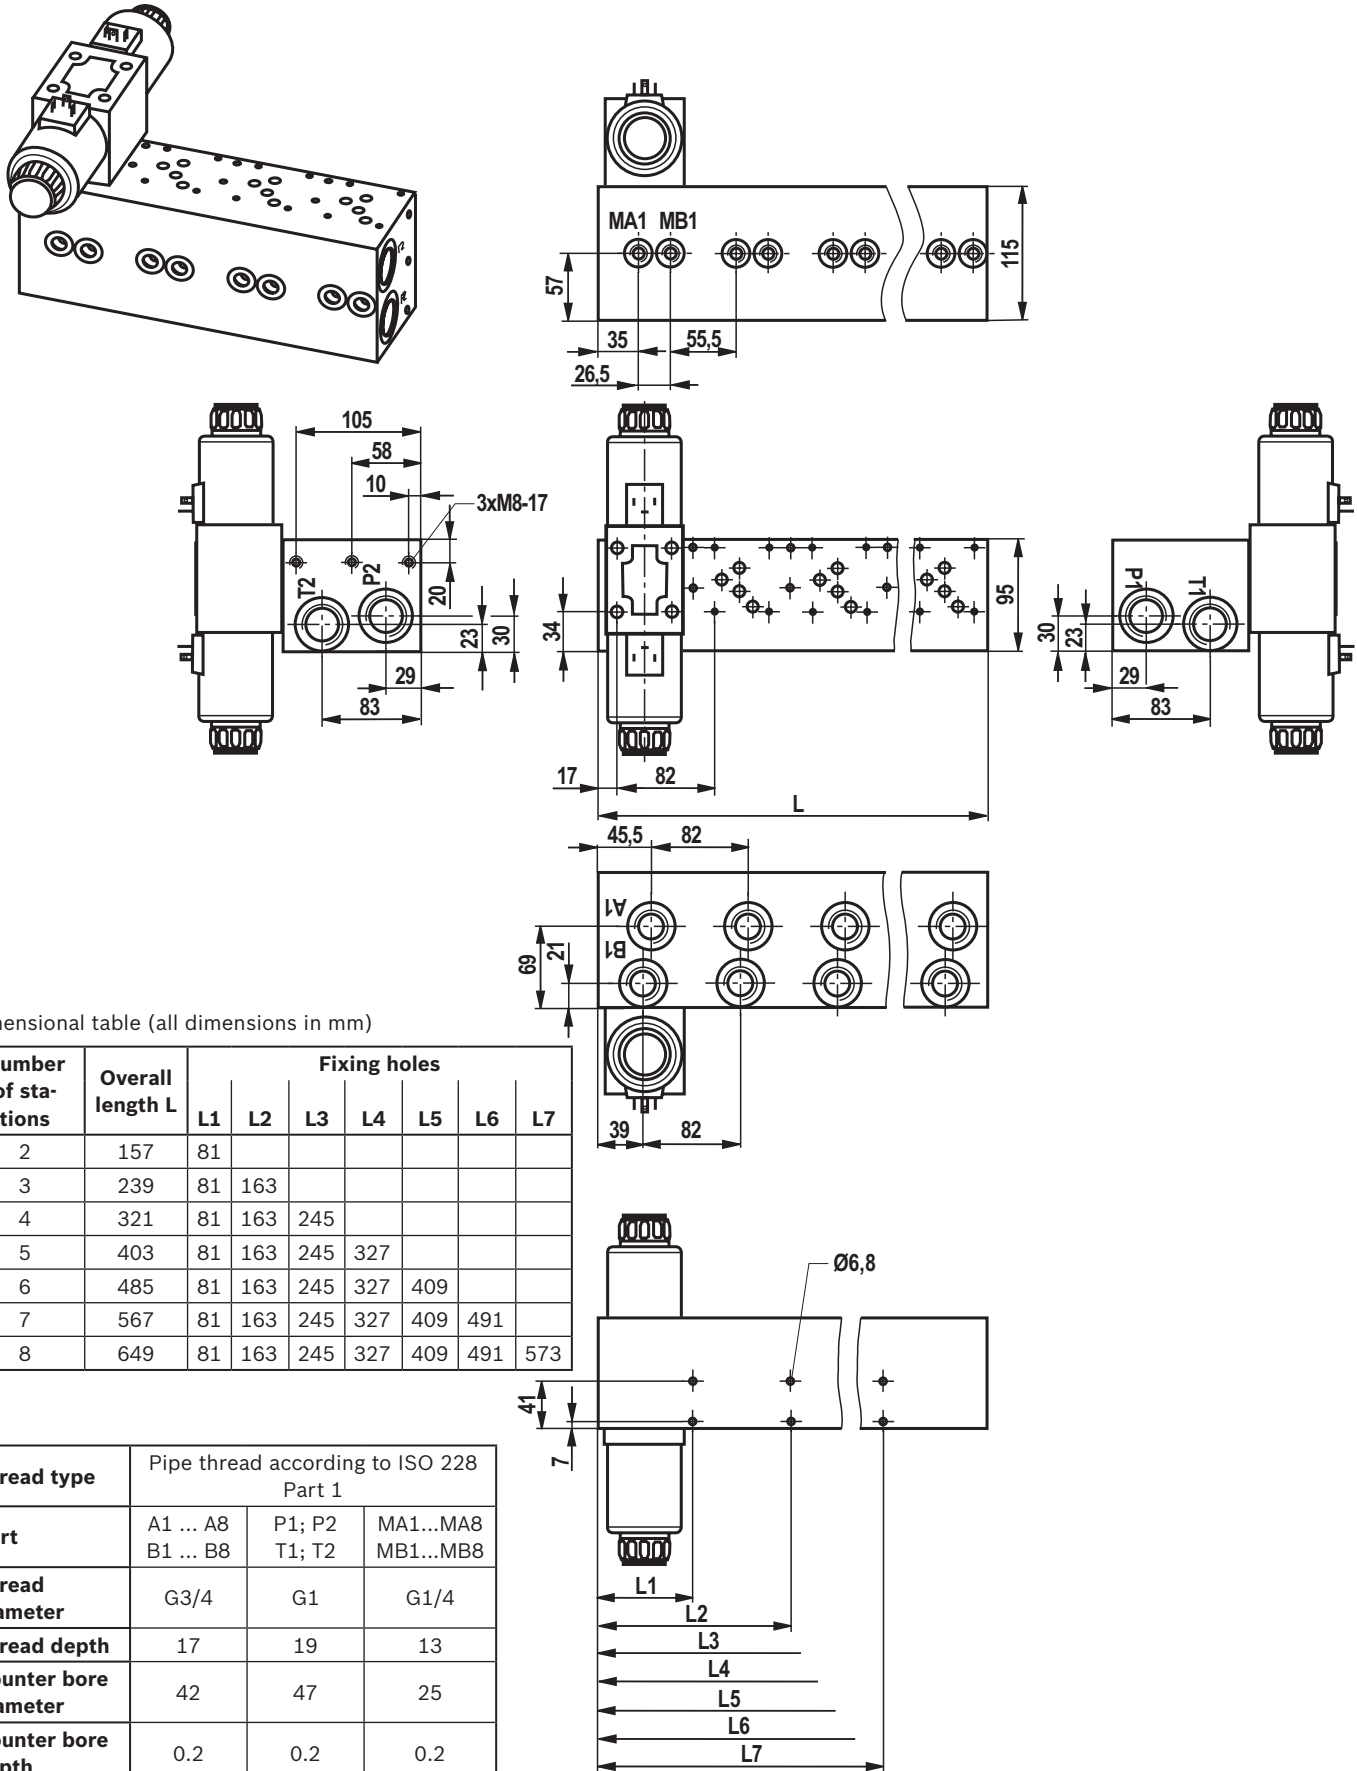 MA1 MB1
57
115
35
55,5
26,5
105
58
10
3xM8-17
T2
P2
20
23
30
29
83
34
95
17
82
L
P1
T1
30
23
29
83
45,5
82
A1
B1
69
21
39
82
mensional table (all dimensions in mm)
umber of sta-tions | Overall length L | Fixing holes
L1 L2 L3 L4 L5 L6 L7
2 157 81
3 239 81 163
4 321 81 163 245
5 403 81 163 245 327
6 485 81 163 245 327 409
7 567 81 163 245 327 409 491
8 649 81 163 245 327 409 491 573
Ø6,8
41
7
L1
L2
L3
L4
L5
L6
L7
read type Pipe thread according to ISO 228
Part 1
rt A1 ... A8 P1; P2 MA1...MA8
B1 ... B8 T1; T2 MB1...MB8
read
ameter G3/4 G1 G1/4
read depth 17 19 13
unter bore
ameter 42 47 25
unter bore
pth 0.2 0.2 0.2